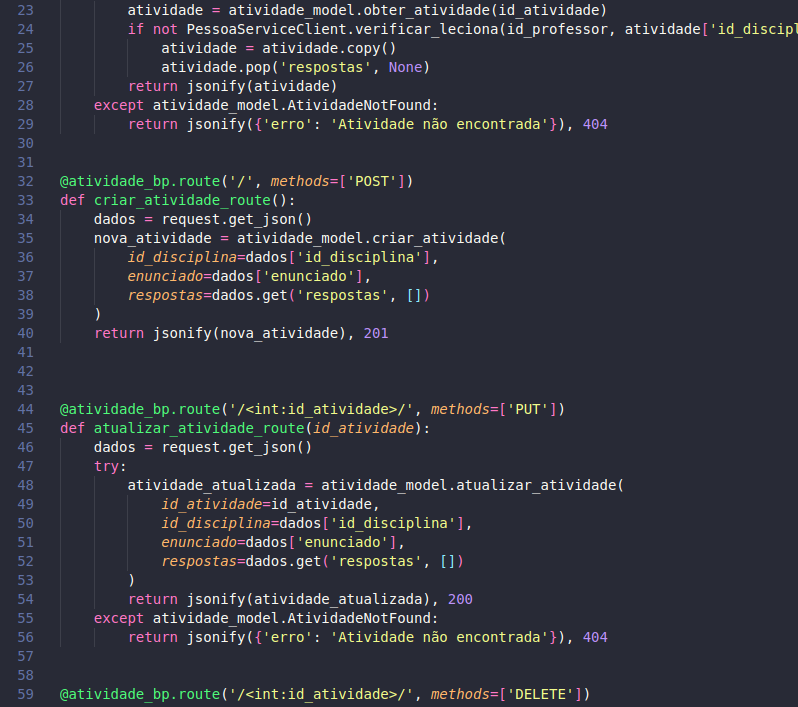 23 atividade = atividade_model.obter_atividade(id_atividade)
24 if not PessoaServiceClient.verificar_leciona(id_professor, atividade['id_discipl
25 atividade = atividade.copy()
26 atividade.pop('respostas', None)
27 return jsonify(atividade)
28 except atividade_model.AtividadeNotFound:
29 return jsonify({'erro': 'Atividade não encontrada'}), 404
30
31
32 @atividade_bp.route('/', methods=['POST'])
33 def criar_atividade_route():
34 dados = request.get_json()
35 nova_atividade = atividade_model.criar_atividade(
36 id_disciplina=dados['id_disciplina'],
37 enunciado=dados['enunciado'],
38 respostas=dados.get('respostas', [])
39 )
40 return jsonify(nova_atividade), 201
41
42
43
44 @atividade_bp.route('/<int:id_atividade>/', methods=['PUT'])
45 def atualizar_atividade_route(id_atividade):
46 dados = request.get_json()
47 try:
48 atividade_atualizada = atividade_model.atualizar_atividade(
49 id_atividade=id_atividade,
50 id_disciplina=dados['id_disciplina'],
51 enunciado=dados['enunciado'],
52 respostas=dados.get('respostas', [])
53 )
54 return jsonify(atividade_atualizada), 200
55 except atividade_model.AtividadeNotFound:
56 return jsonify({'erro': 'Atividade não encontrada'}), 404
57
58
59 @atividade_bp.route('/<int:id_atividade>/', methods=['DELETE'])